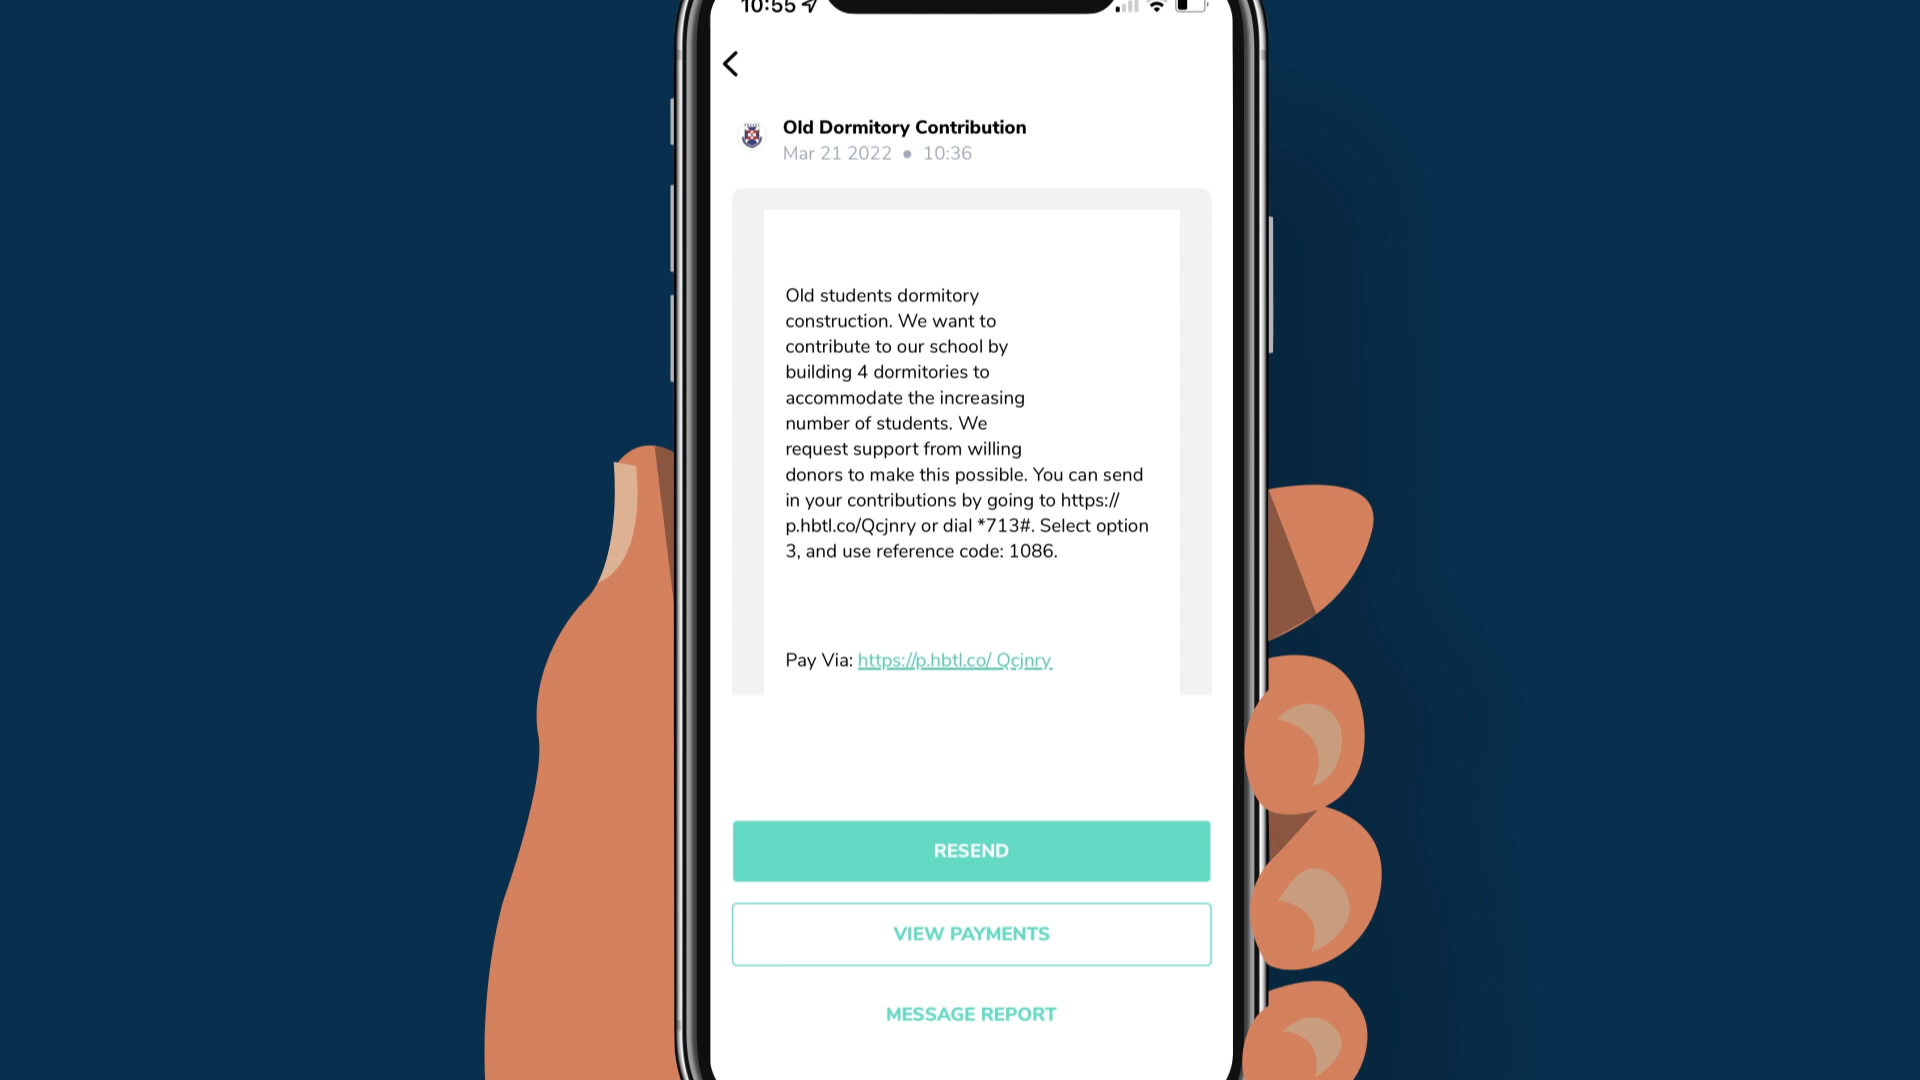 10:55
Old Dormitory Contribution
Mar 21 2022 • 10:36
Old students dormitory
construction. We want to
contribute to our school by
building 4 dormitories to
accommodate the increasing
number of students. We
request support from willing
donors to make this possible. You can send
in your contributions by going to https://
p.hbtl.co/Qcjnry or dial *713#. Select option
3, and use reference code: 1086.
Pay Via: https://p.hbtl.co/ Qcjnry
RESEND
VIEW PAYMENTS
MESSAGE REPORT